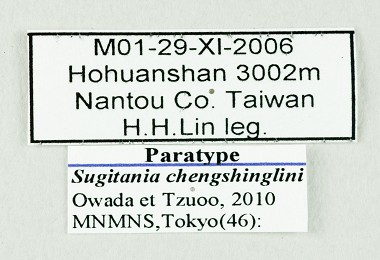 M01-29-XI-2006
Hohuanshan 3002m
Nantou Co. Taiwan
H.H.Lin leg.
Paratype
Sugitania chengshinglini
Owada et Tzuoo, 2010
MNMNS,Tokyo(46):